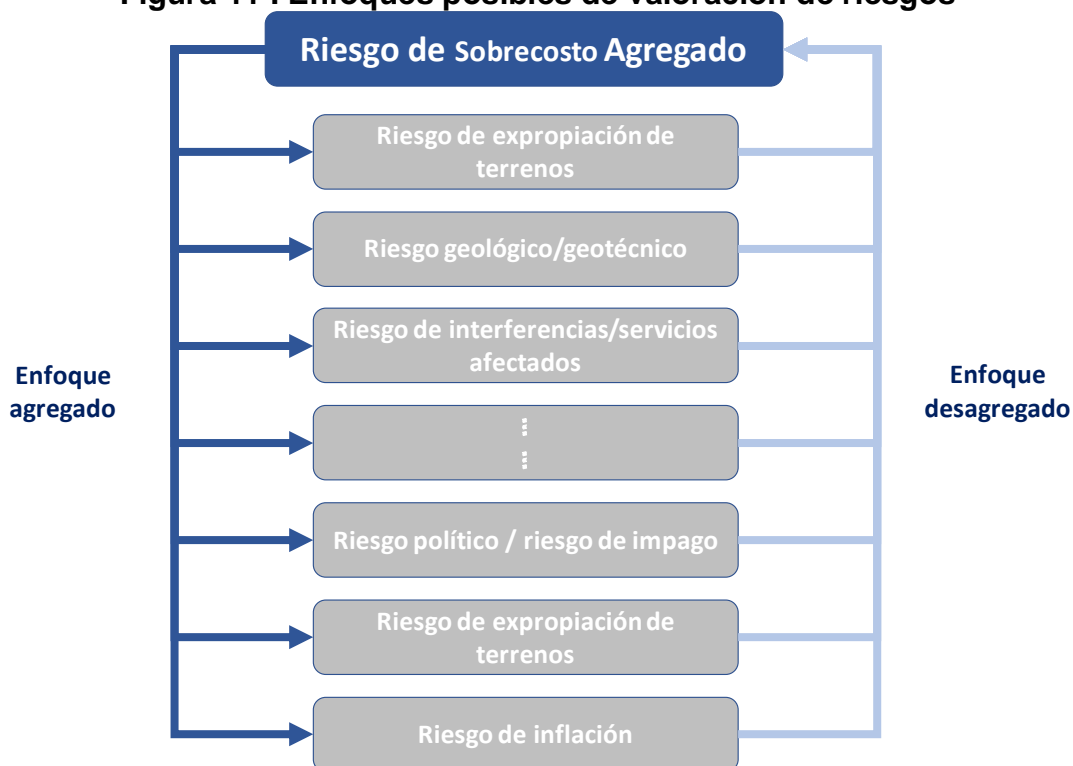 Riesgo de Sobrecosto Agregado
Riesgo de expropiación de
terrenos
Riesgo geológico/geotécnico
Riesgo de interferencias/servicios
afectados
Enfoque
agregado
Enfoque
desagregado
⋮
⋮
Riesgo político / riesgo de impago
Riesgo de expropiación de
terrenos
Riesgo de inflación